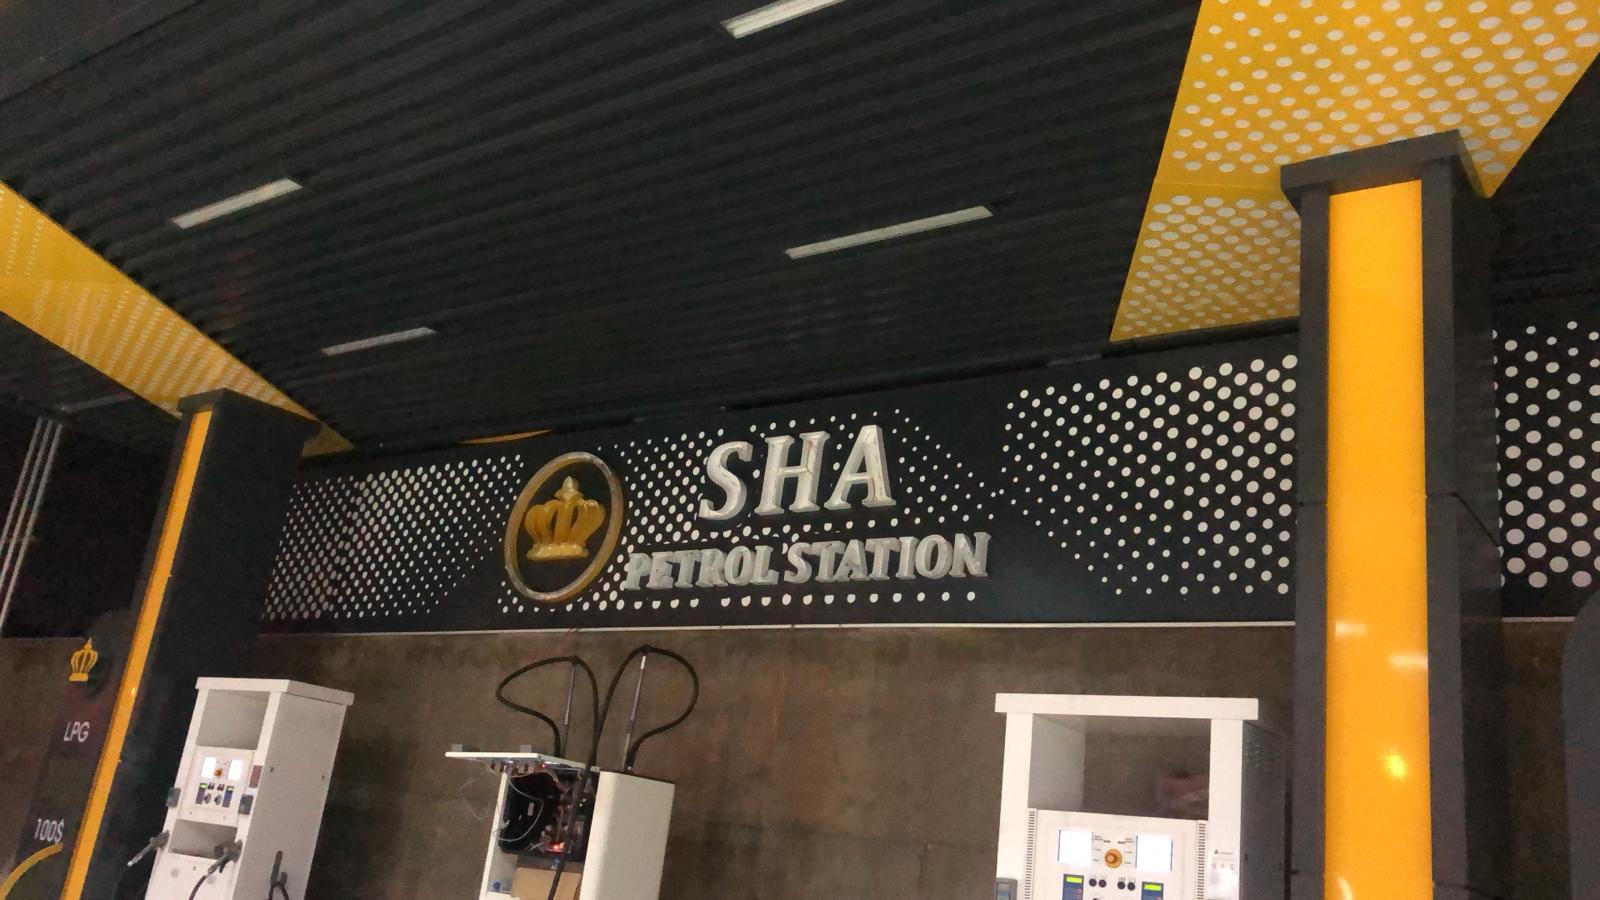 SHA
PETROL STATION
LPG
100$